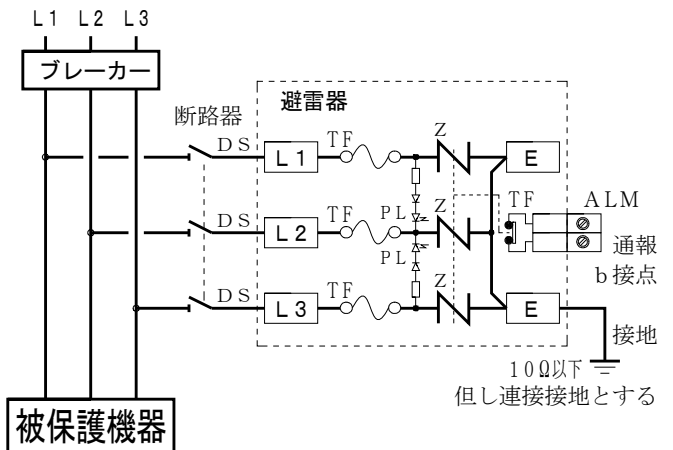 L1 L2 L3
ブレーカー
断路器
避雷器
DS L1 TF Z E
DS L2 TF PL Z TF ALM
PL
通報
b接点
DS L3 TF Z E
接地
10Ω以下
但し連接接地とする
被保護機器